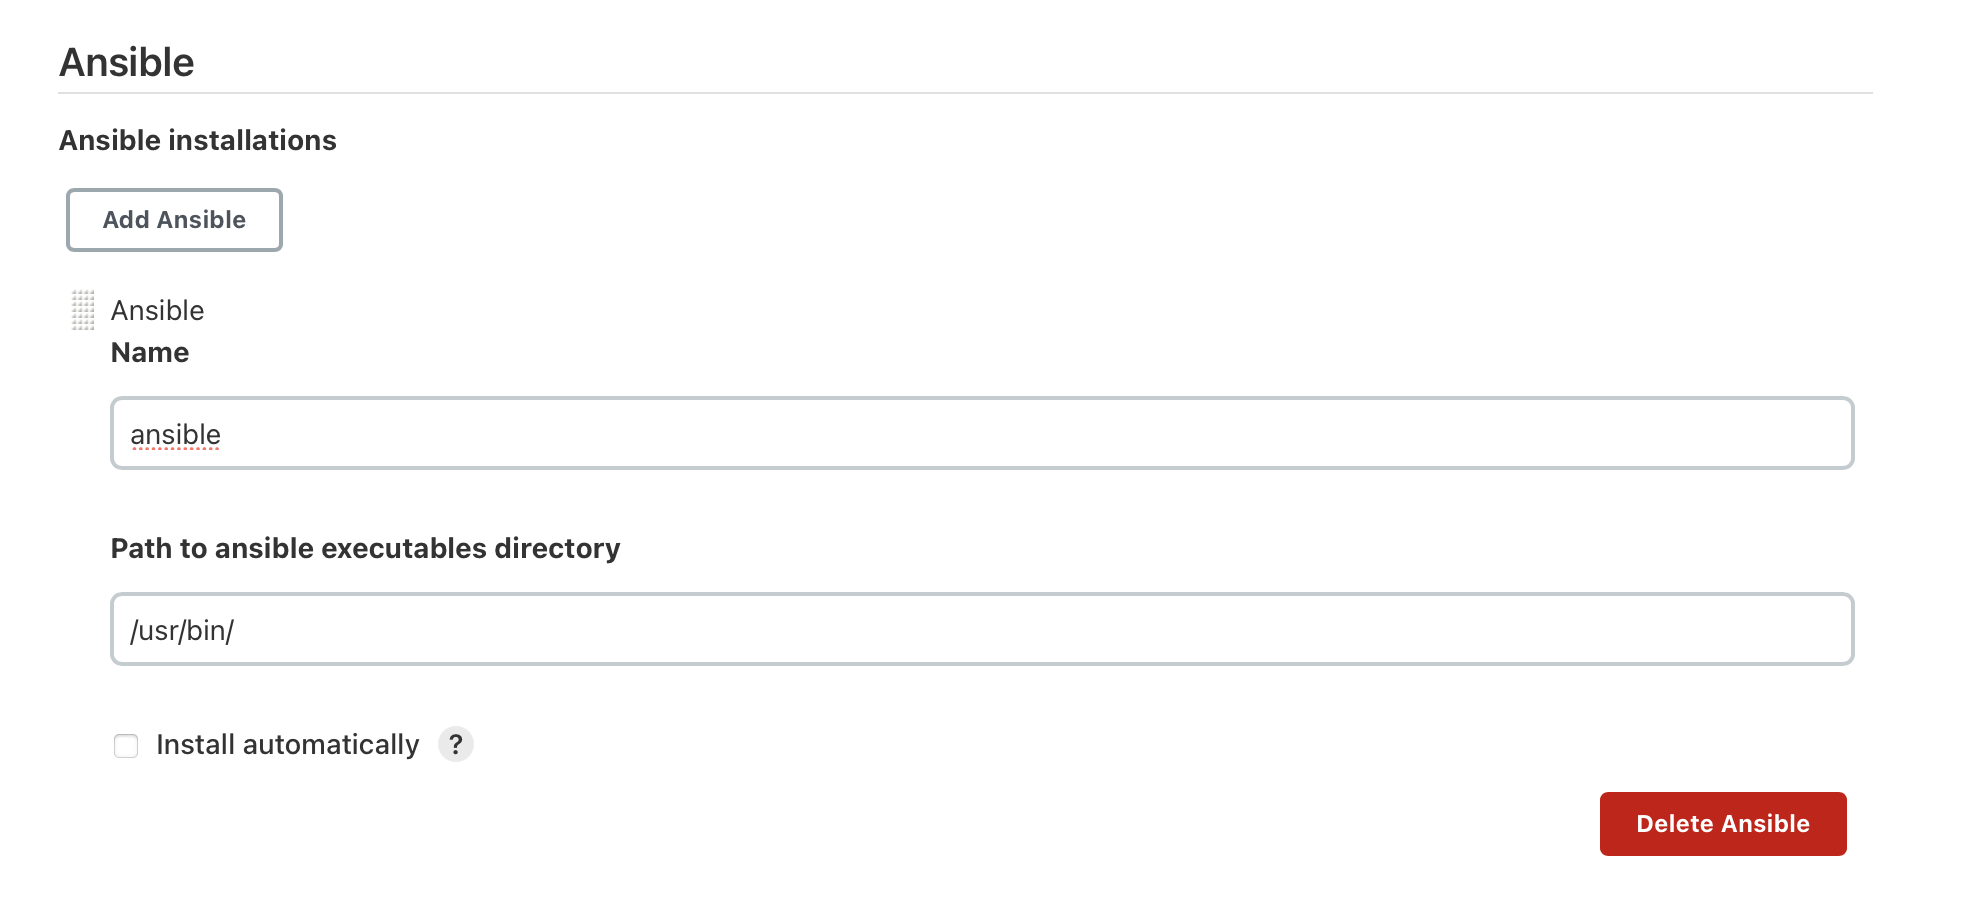 Ansible
Ansible installations
Add Ansible
Ansible
Name
ansible
Path to ansible executables directory
/usr/bin/
Install automatically ?
Delete Ansible